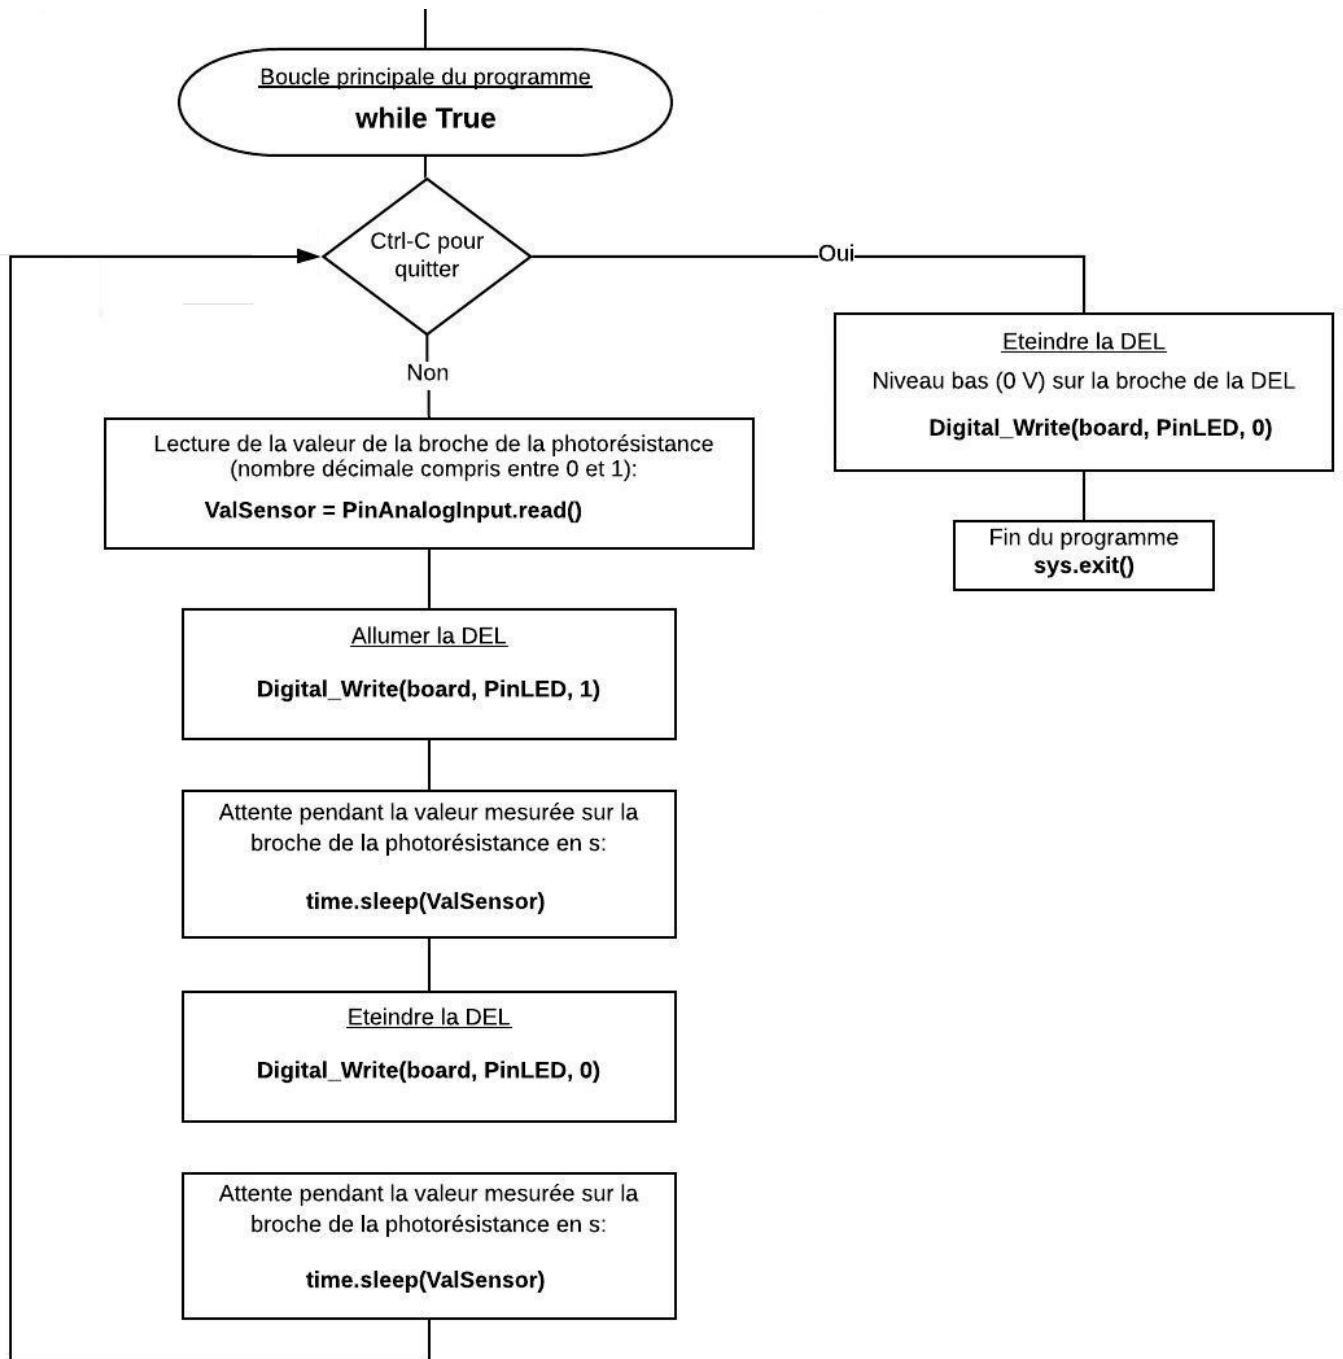 Boucle principale du programme
while True
Ctrl-C pour
quitter
Oui
Non
Eteindre la DEL
Niveau bas (0 V) sur la broche de la DEL
Digital_Write(board, PinLED, 0)
Fin du programme
sys.exit()
Lecture de la valeur de la broche de la photorésistance
(nombre décimale compris entre 0 et 1):
ValSensor = PinAnalogInput.read()
Allumer la DEL
Digital_Write(board, PinLED, 1)
Attente pendant la valeur mesurée sur la
broche de la photorésistance en s:
time.sleep(ValSensor)
Eteindre la DEL
Digital_Write(board, PinLED, 0)
Attente pendant la valeur mesurée sur la
broche de la photorésistance en s:
time.sleep(ValSensor)